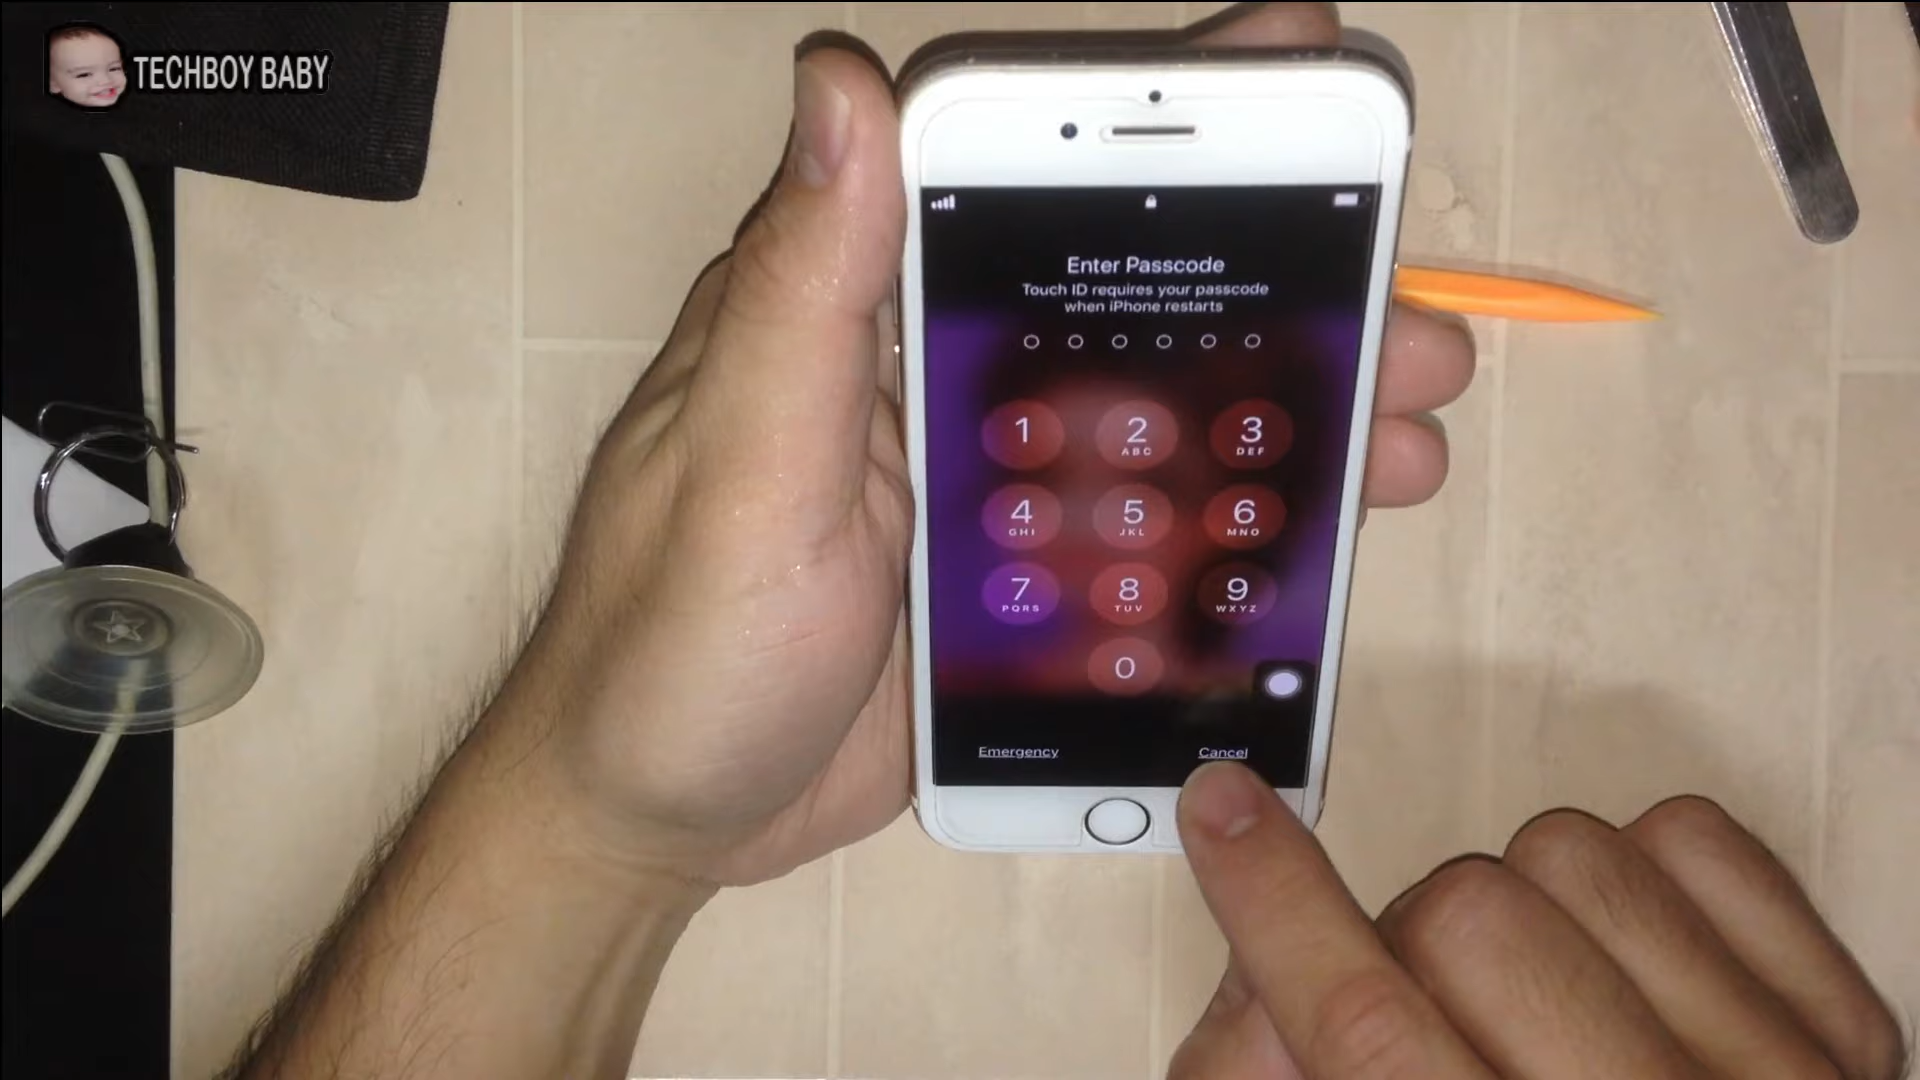 TECHBOY BABY
Enter Passcode
Touch ID requires your passcode
when iPhone restarts
1
2
ABC
3
DEF
4
GHI
5
JKL
6
MNO
7
PQRS
8
TUV
9
WXYZ
0
Emergency
Cancel